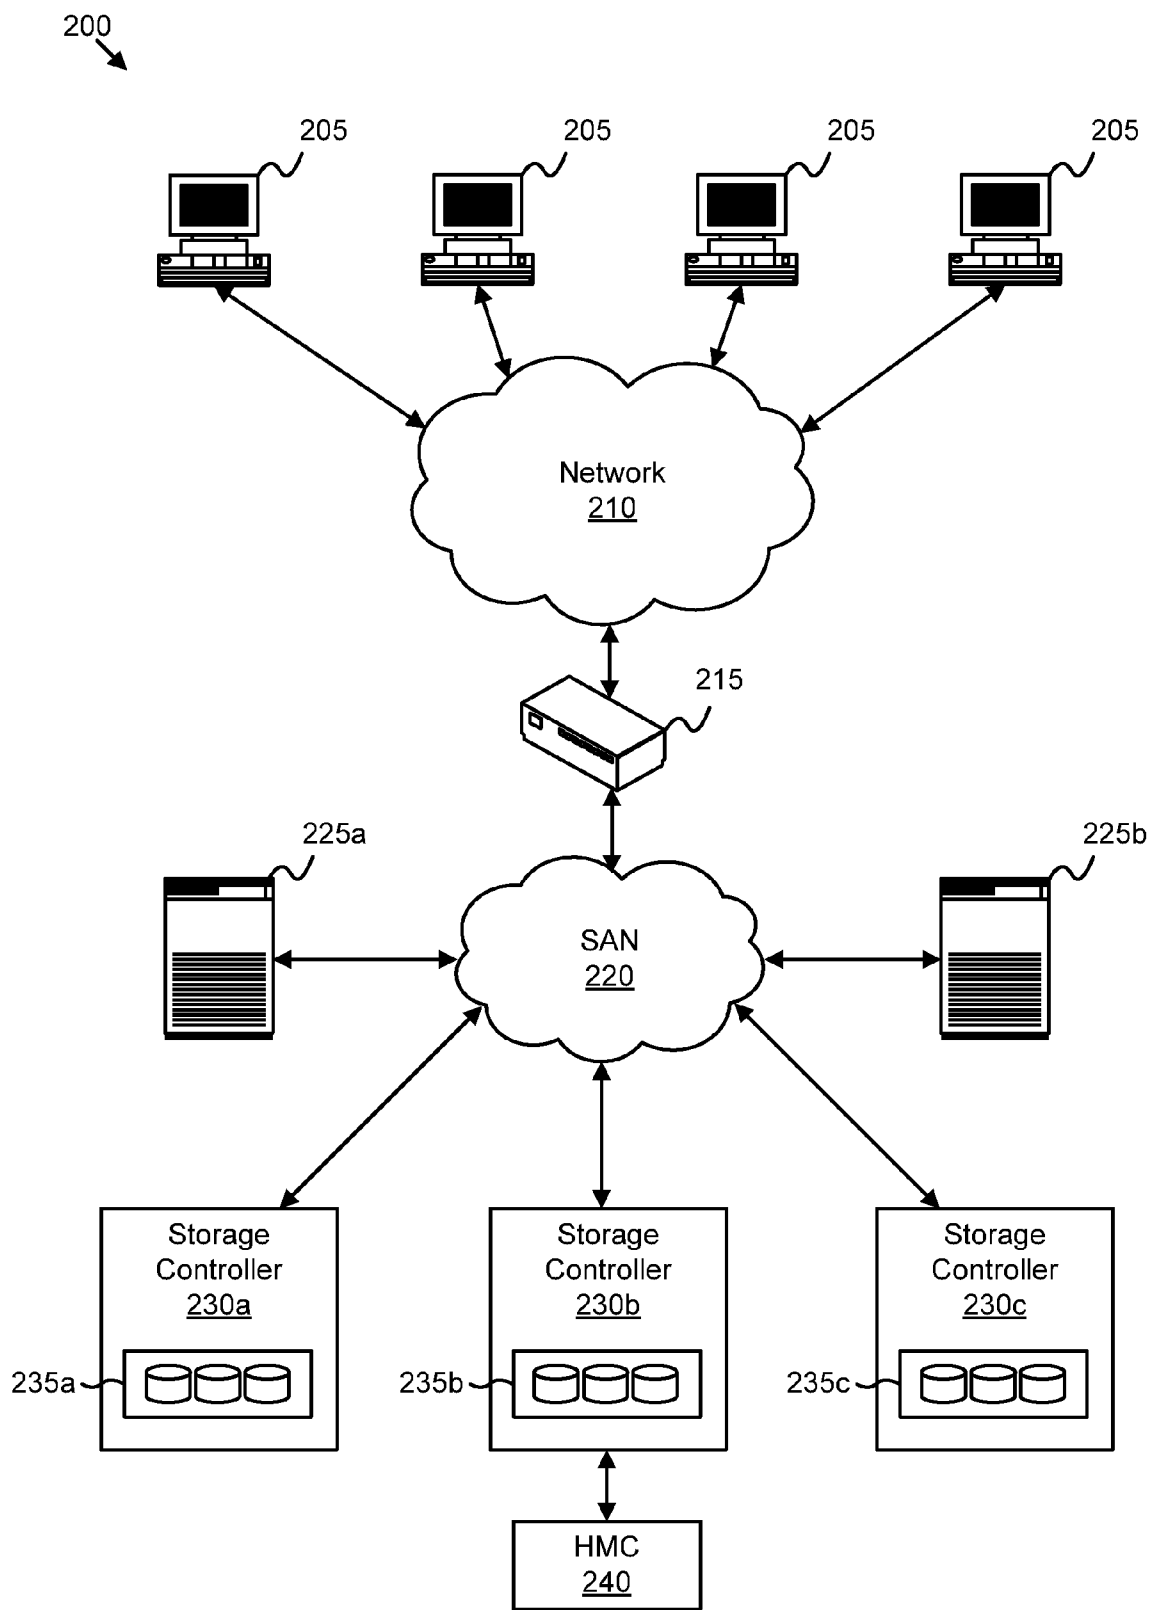 200
205
205
205
205
Network
210
215
225a
225b
SAN
220
Storage
Controller
230a
235a
Storage
Controller
230b
235b
Storage
Controller
230c
235c
HMC
240